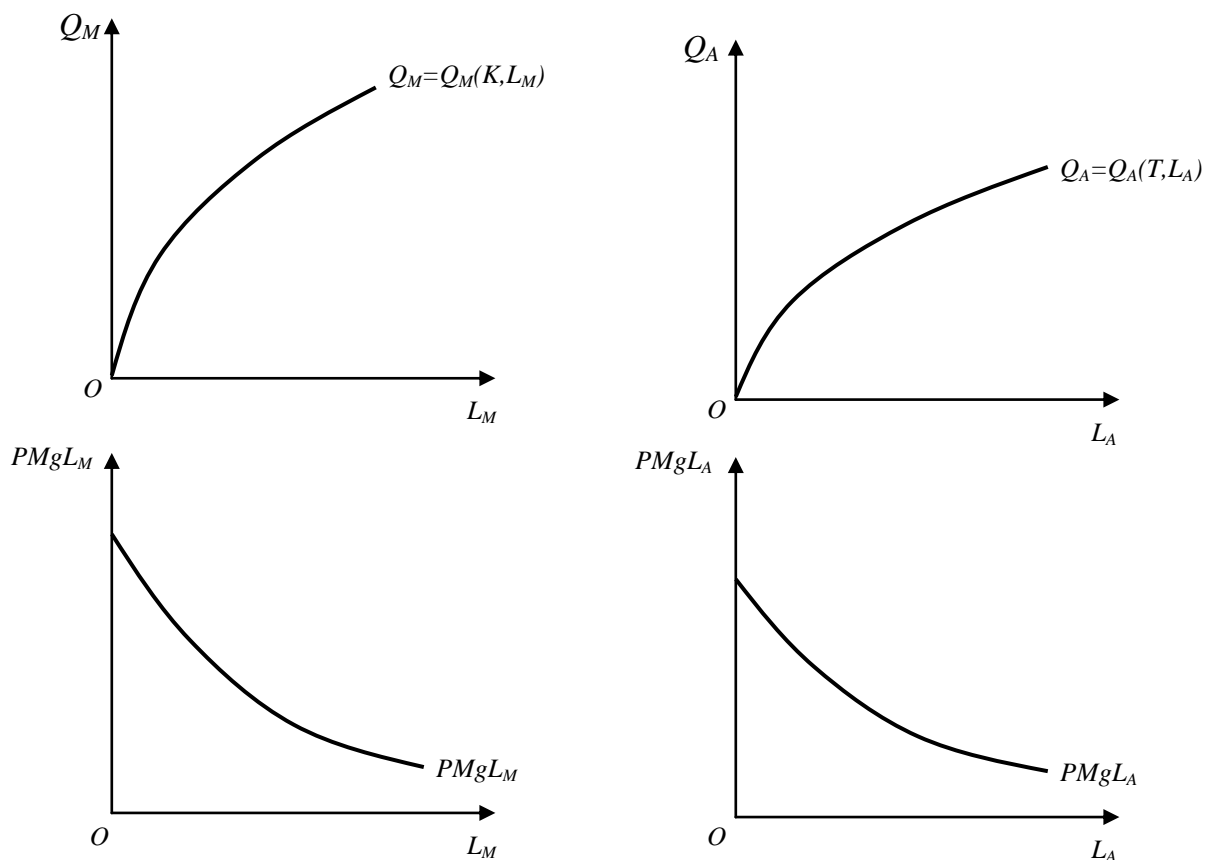 Q_M
Q_M=Q_M(K,L_M)
O
L_M
Q_A
Q_A=Q_A(T,L_A)
O
L_A
PMgL_M
PMgL_M
O
L_M
PMgL_A
PMgL_A
O
L_A